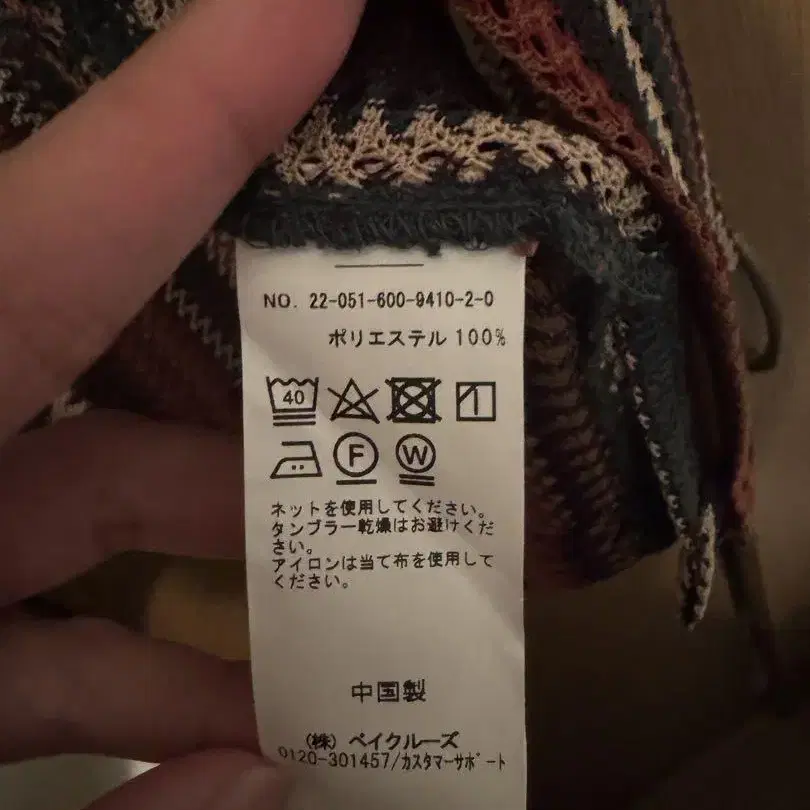 NO. 22-051-600-9410-2-0
ポリエステル 100%
40
F W
ネットを使用してください。
タンブラー乾燥はお避けくだ
さい。
アイロンは当て布を使用して
ください。
中国製
(株) ベイクルーズ
0120-301457/カスタマーサポート